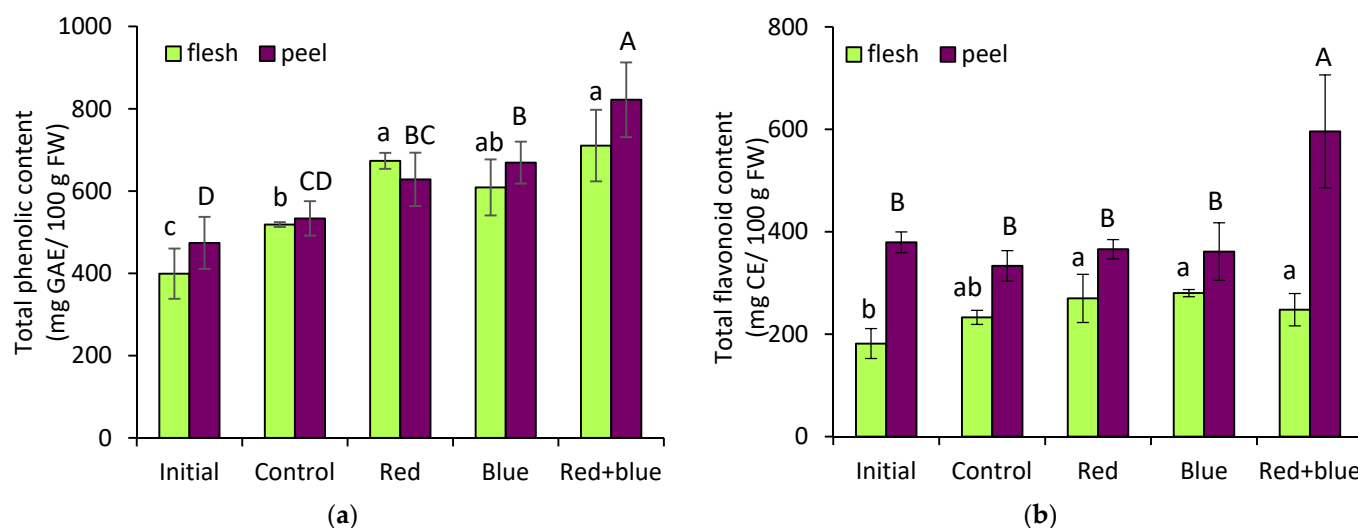 Total phenolic content
(mg GAE/ 100 g FW)
1000
800
600
400
200
0
flesh
peel
c
D
b
CD
a
BC
ab
B
a
A
Initial
Control
Red
Blue
Red+blue
(a)
Total flavonoid content
(mg CE/ 100 g FW)
800
600
400
200
0
flesh
peel
b
B
ab
B
a
B
a
B
a
A
Initial
Control
Red
Blue
Red+blue
(b)